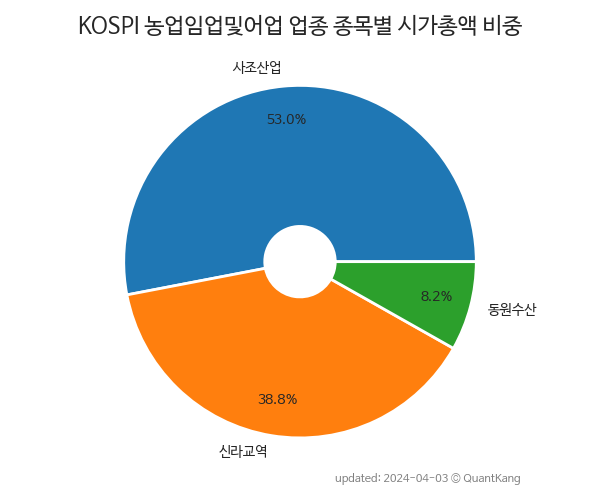 KOSPI 농업임업및어업 업종 종목별 시가총액 비중
사조산업
53.0%
8.2%
동원수산
38.8%
신라교역
updated: 2024-04-03 © QuantKang